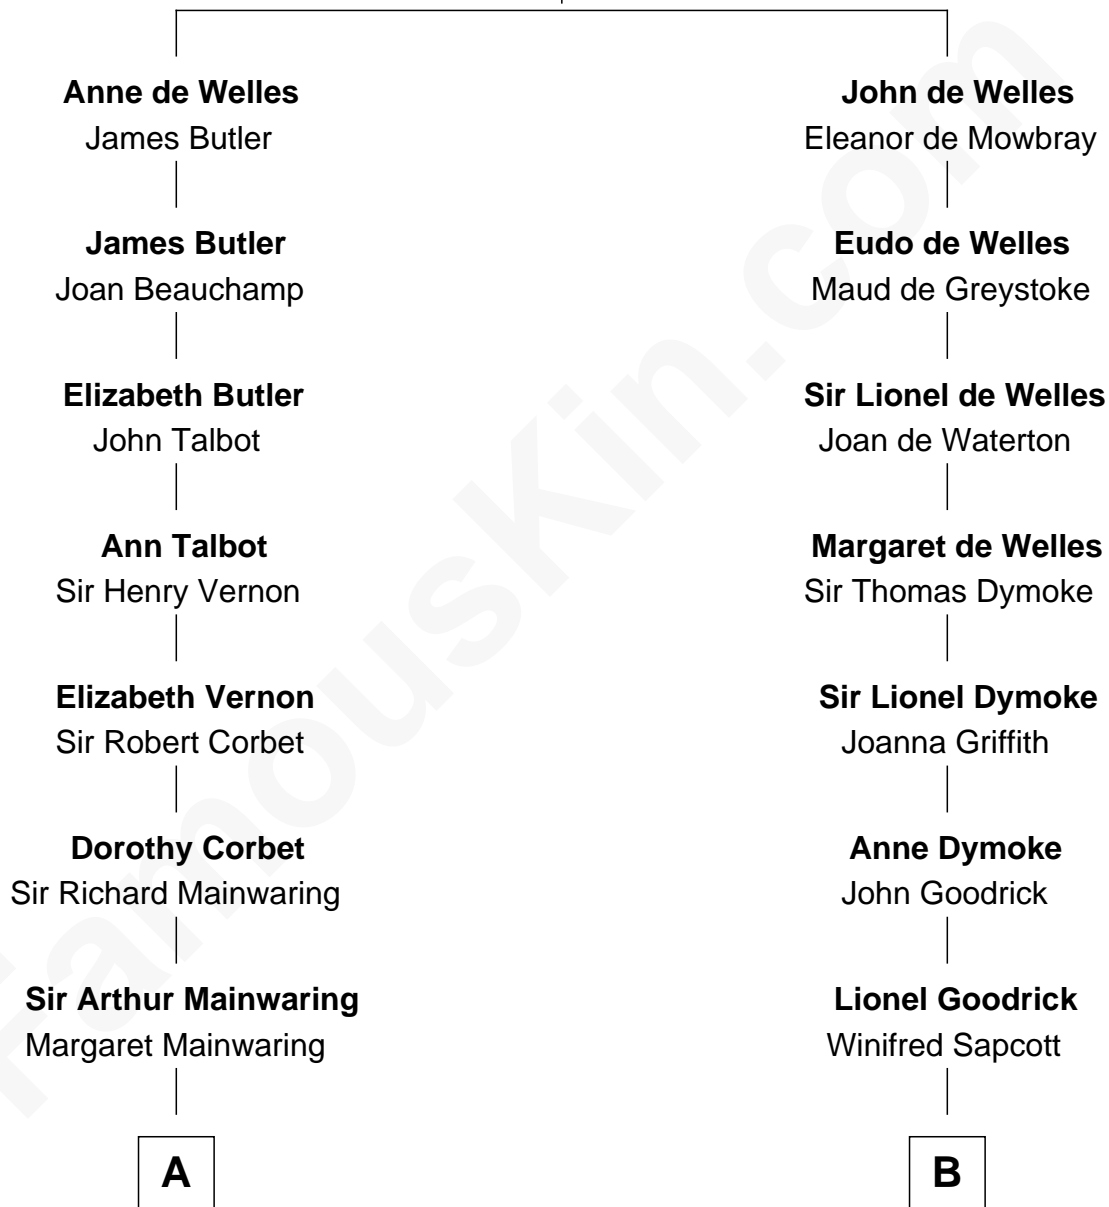 Anne de Welles
James Butler
James Butler
Joan Beauchamp
Elizabeth Butler
John Talbot
Ann Talbot
Sir Henry Vernon
Elizabeth Vernon
Sir Robert Corbet
Dorothy Corbet
Sir Richard Mainwaring
Sir Arthur Mainwaring
Margaret Mainwaring
A
John de Welles
Eleanor de Mowbray
Eudo de Welles
Maud de Greystoke
Sir Lionel de Welles
Joan de Waterton
Margaret de Welles
Sir Thomas Dymoke
Sir Lionel Dymoke
Joanna Griffith
Anne Dymoke
John Goodrick
Lionel Goodrick
Winifred Sapcott
B
FamousKin.com